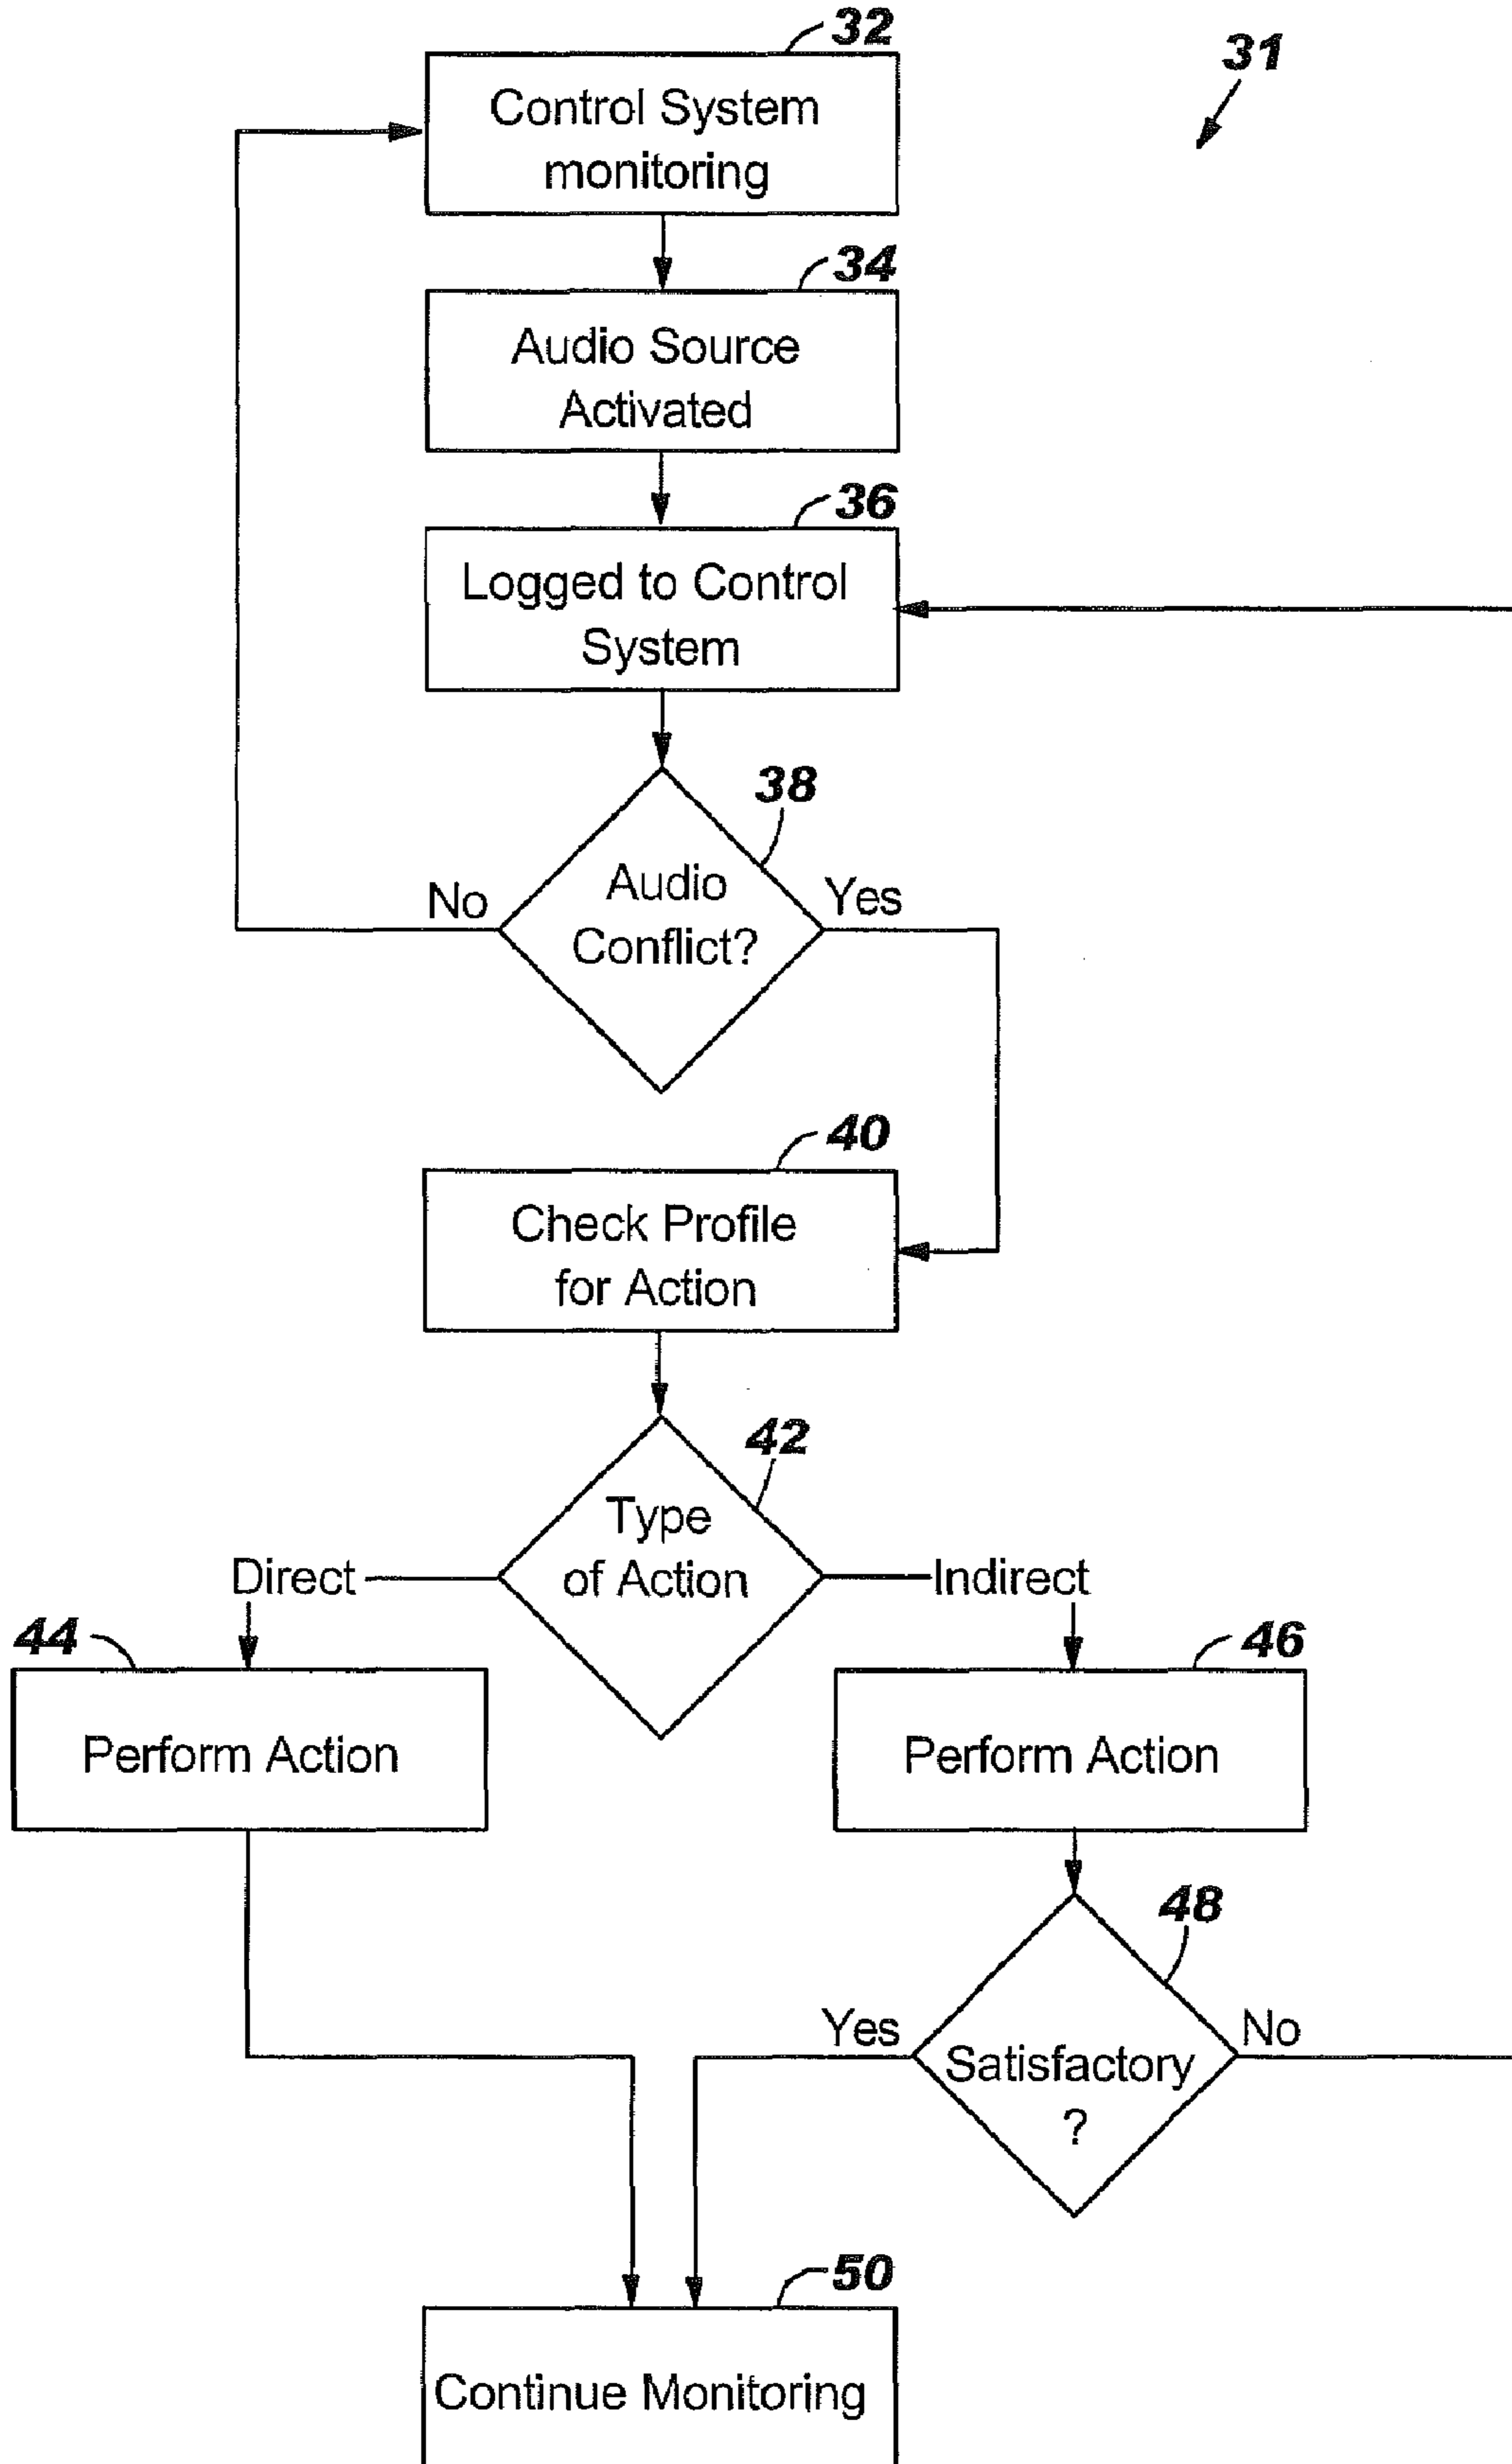 32
31
Control System
monitoring
34
Audio Source
Activated
36
Logged to Control
System
38
No
Audio
Conflict?
Yes
40
Check Profile
for Action
42
Type
of Action
Direct
Indirect
44
46
Perform Action
Perform Action
48
Yes
Satisfactory
?
No
50
Continue Monitoring